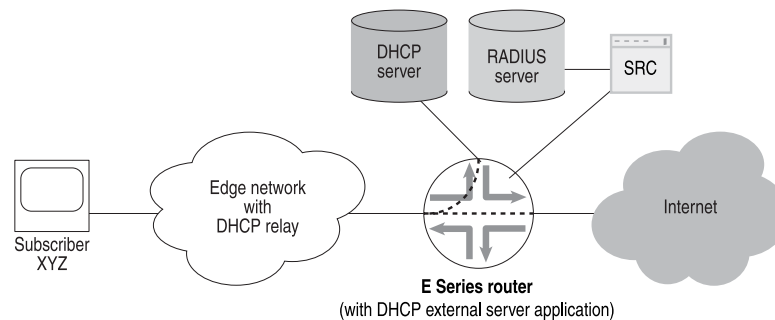 DHCP
server
RADIUS
server
SRC
Edge network
with
DHCP relay
Internet
Subscriber
XYZ
E Series router
(with DHCP external server application)